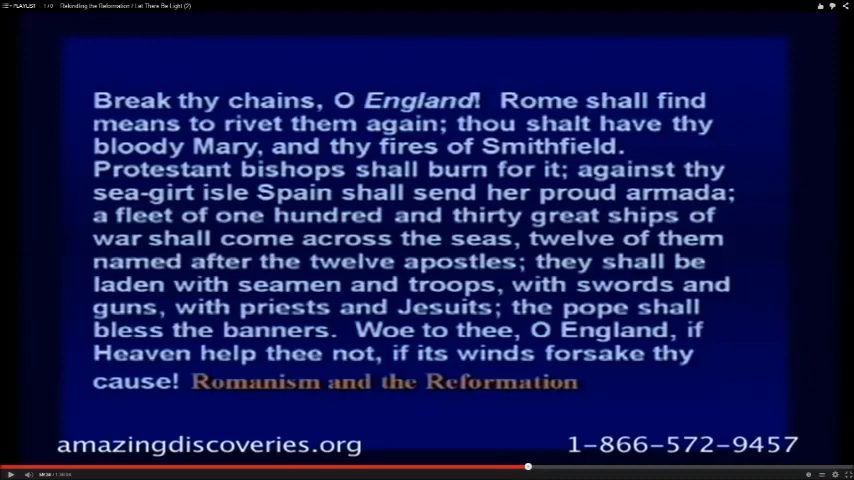 PLAYLIST
Rekindling the Reformation / Let There Be Light (2)
Break thy chains, O England! Rome shall find
means to rivet them again; thou shalt have thy
bloody Mary, and thy fires of Smithfield.
Protestant bishops shall burn for it; against thy
sea-girt isle Spain shall send her proud armada;
a fleet of one hundred and thirty great ships of
war shall come across the seas, twelve of them
named after the twelve apostles; they shall be
laden with seamen and troops, with swords and
guns, with priests and Jesuits; the pope shall
bless the banners. Woe to thee, O England, if
Heaven help thee not, if its winds forsake thy
cause! Romanism and the Reformation
amazingdiscoveries.org 1-866-572-9457